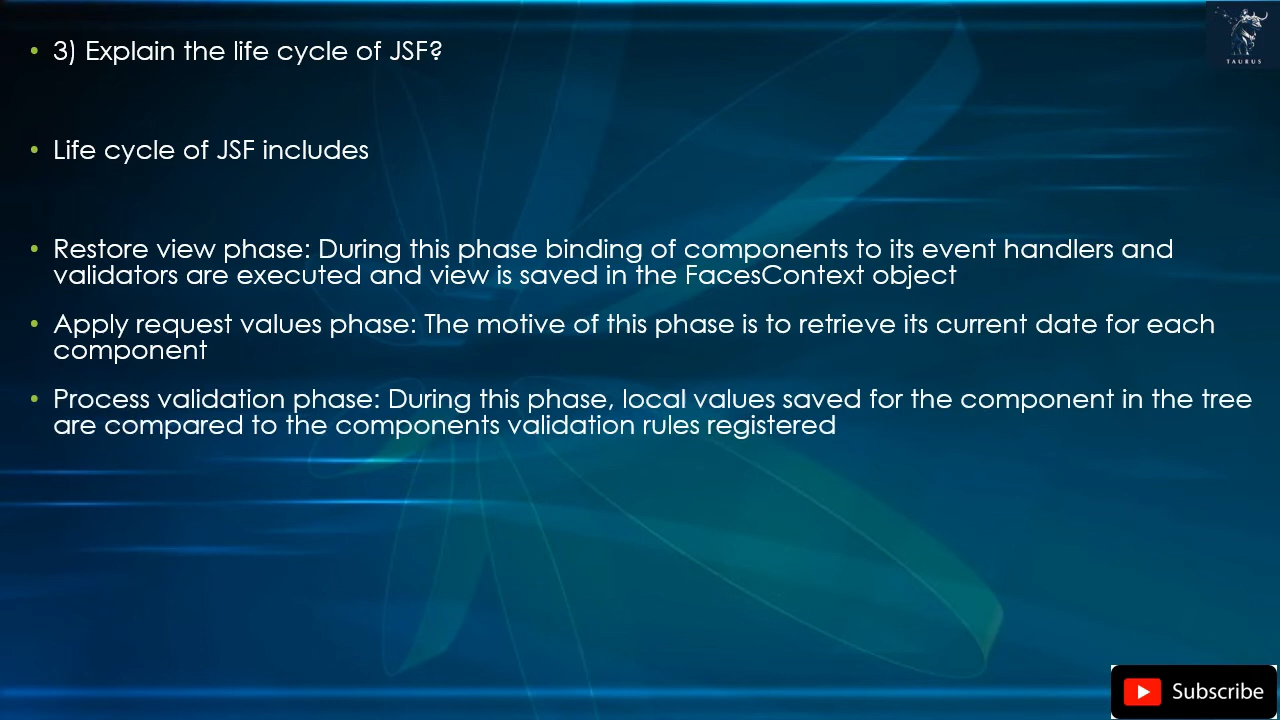 • 3) Explain the life cycle of JSF?
• Life cycle of JSF includes
• Restore view phase: During this phase binding of components to its event handlers and
validators are executed and view is saved in the FacesContext object
• Apply request values phase: The motive of this phase is to retrieve its current date for each
component
• Process validation phase: During this phase, local values saved for the component in the tree
are compared to the components validation rules registered
TAURUS
Subscribe